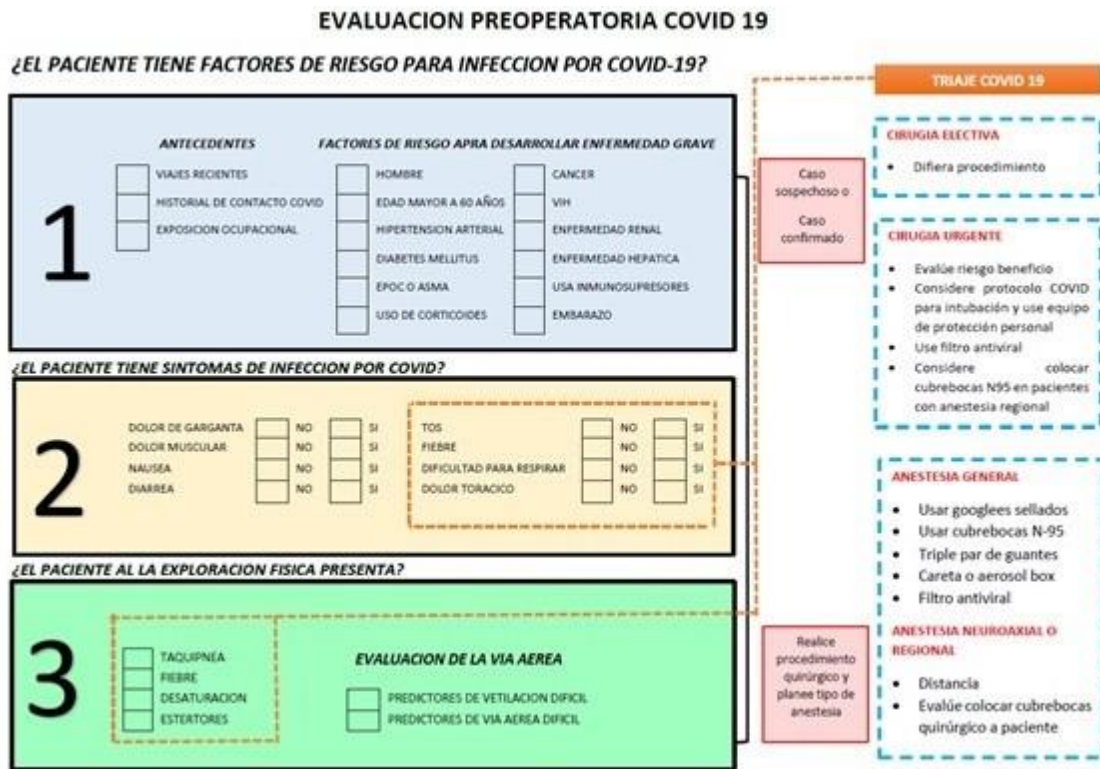 EVALUACION PREOPERATORIA COVID 19
¿EL PACIENTE TIENE FACTORES DE RIESGO PARA INFECCION POR COVID-19?
1
ANTECEDENTES
VIAJES RECIENTES
HISTORIAL DE CONTACTO COVID
EXPOSICION OCUPACIONAL
FACTORES DE RIESGO APRA DESARROLLAR ENFERMEDAD GRAVE
HOMBRE
EDAD MAYOR A 60 AÑOS
HIPERTENSION ARTERIAL
DIABETES MELLITUS
EPOC O ASMA
USO DE CORTICOIDES
CANCER
VIH
ENFERMEDAD RENAL
ENFERMEDAD HEPATICA
USA INMUNOSUPRESORES
EMBARAZO
¿EL PACIENTE TIENE SINTOMAS DE INFECCION POR COVID?
2
DOLOR DE GARGANTA NO SI
DOLOR MUSCULAR NO SI
NAUSEA NO SI
DIARREA NO SI
TOS NO SI
FIEBRE NO SI
DIFICULTAD PARA RESPIRAR NO SI
DOLOR TORACICO NO SI
¿EL PACIENTE AL LA EXPLORACION FISICA PRESENTA?
3
TAQUIPNEA
FIEBRE
DESATURACION
ESTERTORES
EVALUACION DE LA VIA AEREA
PREDICTORES DE VETILACION DIFICIL
PREDICTORES DE VIA AEREA DIFICIL
Caso
sospechoso o
Caso
confirmado
Realice
procedimiento
quirúrgico y
planee tipo de
anestesia
TRIAJE COVID 19
CIRUGIA ELECTIVA
• Difiera procedimiento
CIRUGIA URGENTE
• Evalúe riesgo beneficio
• Considere protocolo COVID
para intubación y use equipo
de protección personal
• Use filtro antiviral
• Considere colocar
cubrebocas N95 en pacientes
con anestesia regional
ANESTESIA GENERAL
• Usar googlees sellados
• Usar cubrebocas N-95
• Triple par de guantes
• Careta o aerosol box
• Filtro antiviral
ANESTESIA NEUROAXIAL O
REGIONAL
• Distancia
• Evalúe colocar cubrebocas
quirúrgico a paciente